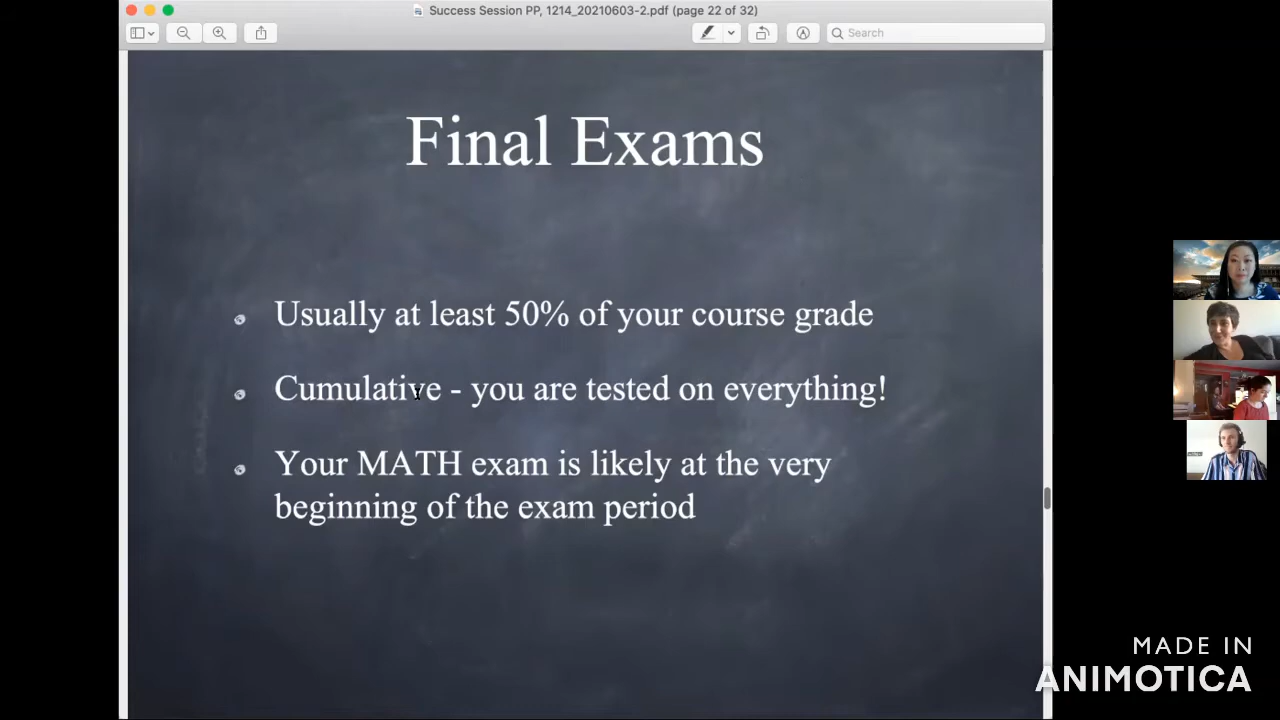 Success Session PP, 1214_20210603-2.pdf (page 22 of 32)
Search
Final Exams
Usually at least 50% of your course grade
Cumulative - you are tested on everything!
Your MATH exam is likely at the very
beginning of the exam period
MADE IN
ANIMOTICA